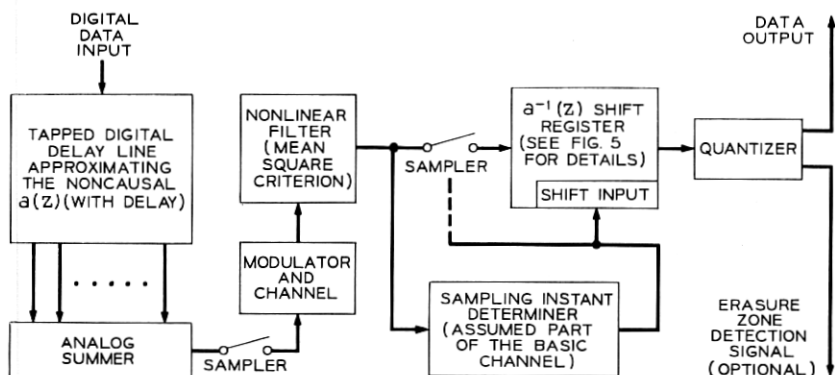 DIGITAL
DATA
INPUT
TAPPED DIGITAL
DELAY LINE
APPROXIMATING
THE NONCAUSAL
a(Z)(WITH DELAY)
ANALOG
SUMMER
SAMPLER
MODULATOR
AND
CHANNEL
NONLINEAR
FILTER
(MEAN
SQUARE
CRITERION)
SAMPLER
a⁻¹(Z) SHIFT
REGISTER
(SEE FIG. 5
FOR DETAILS)
SHIFT INPUT
SAMPLING INSTANT
DETERMINER
(ASSUMED PART
OF THE BASIC
CHANNEL)
QUANTIZER
DATA
OUTPUT
ERASURE
ZONE
DETECTION
SIGNAL
(OPTIONAL)